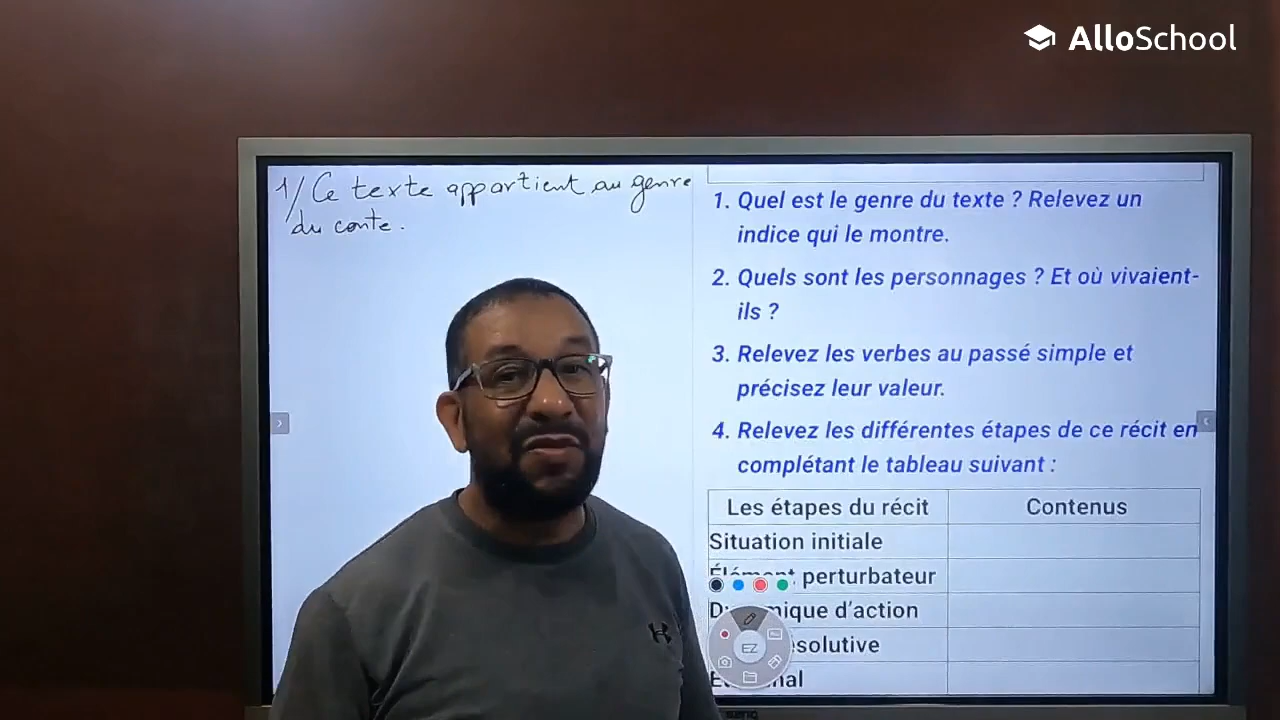 AlloSchool
1/ Ce texte appartient au genre
du conte.
1. Quel est le genre du texte ? Relevez un
indice qui le montre.
2. Quels sont les personnages ? Et où vivaient-
ils ?
3. Relevez les verbes au passé simple et
précisez leur valeur.
4. Relevez les différentes étapes de ce récit en
complétant le tableau suivant :
Les étapes du récit Contenus
Situation initiale
perturbateur
d'action
EZ